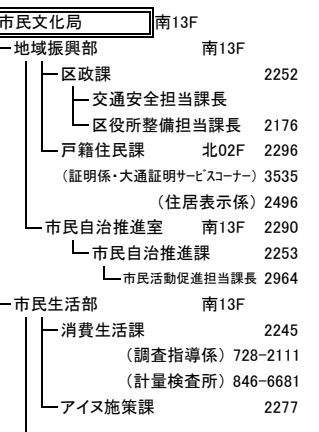 市民文化局 南13F
地域振興部 南13F
区政課 2252
交通安全担当課長
区役所整備担当課長 2176
戸籍住民課 北02F 2296
(証明係・大通証明ｻｰﾋﾞｽｺｰﾅｰ) 3535
(住居表示係) 2496
市民自治推進室 南13F 2290
市民自治推進課 2253
市民活動促進担当課長 2964
市民生活部 南13F
消費生活課 2245
(調査指導係) 728-2111
(計量検査所) 846-6681
アイヌ施策課 2277